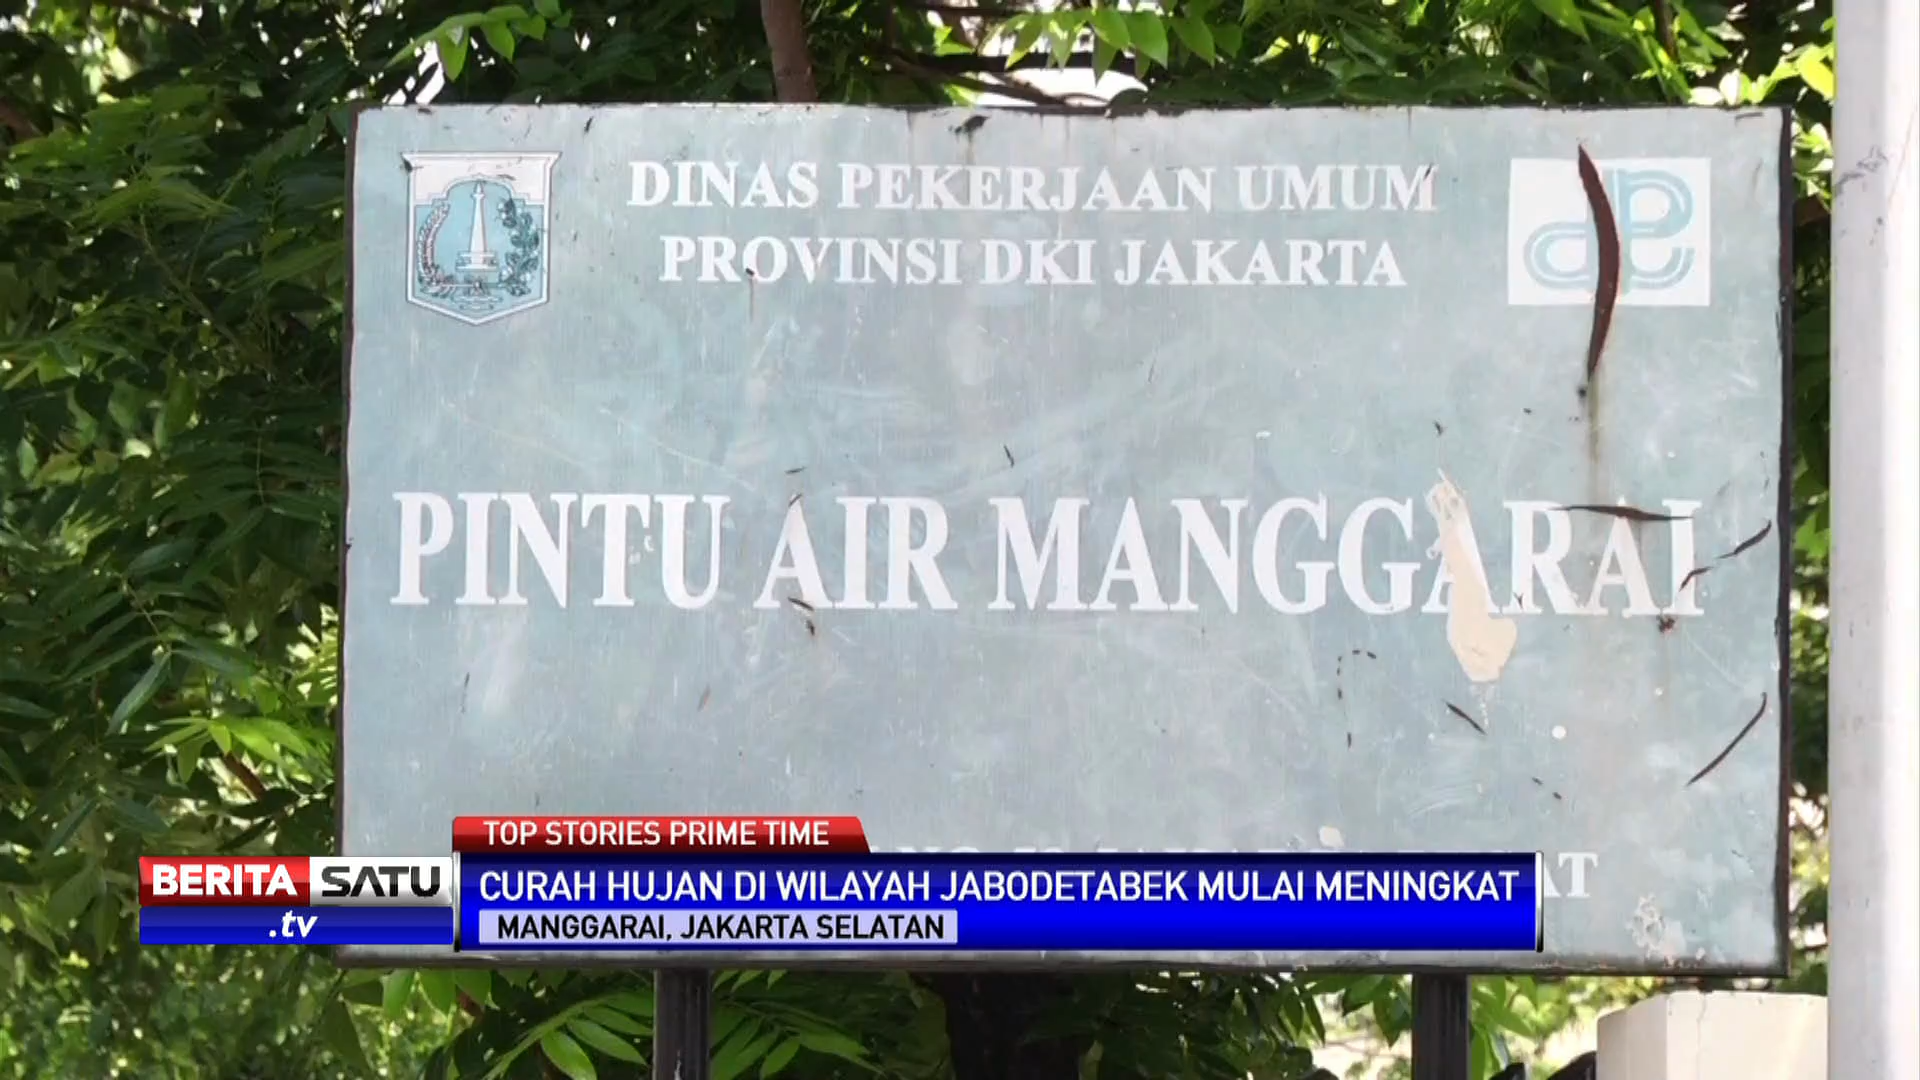 DINAS PEKERJAAN UMUM
PROVINSI DKI JAKARTA
PINTU AIR MANGGARAI
TOP STORIES PRIME TIME
BERITA SATU
.tv
CURAH HUJAN DI WILAYAH JABODETABEK MULAI MENINGKAT
MANGGARAI, JAKARTA SELATAN